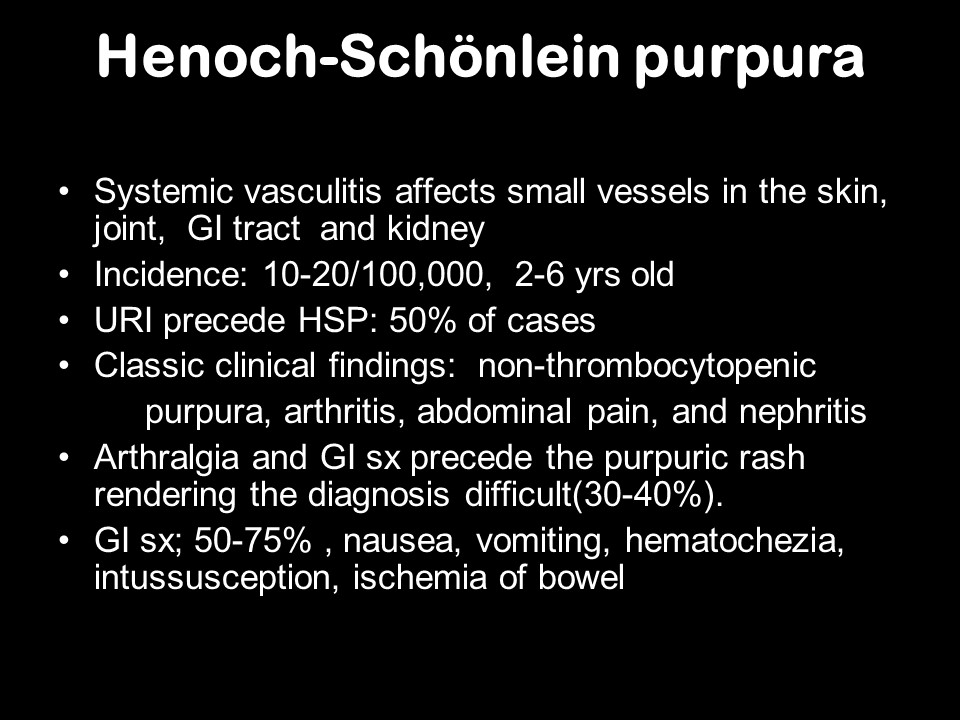 Henoch-Schönlein purpura
• Systemic vasculitis affects small vessels in the skin,
joint, GI tract and kidney
• Incidence: 10-20/100,000, 2-6 yrs old
• URI precede HSP: 50% of cases
• Classic clinical findings: non-thrombocytopenic
purpura, arthritis, abdominal pain, and nephritis
• Arthralgia and GI sx precede the purpuric rash
rendering the diagnosis difficult(30-40%).
• GI sx; 50-75% , nausea, vomiting, hematochezia,
intussusception, ischemia of bowel